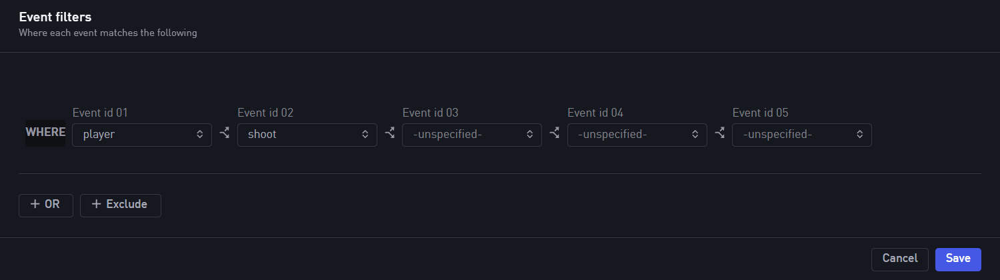 Event filters
Where each event matches the following
Event id 01 Event id 02 Event id 03 Event id 04 Event id 05
WHERE player shoot -unspecified- -unspecified- -unspecified-
+ OR + Exclude
Cancel Save